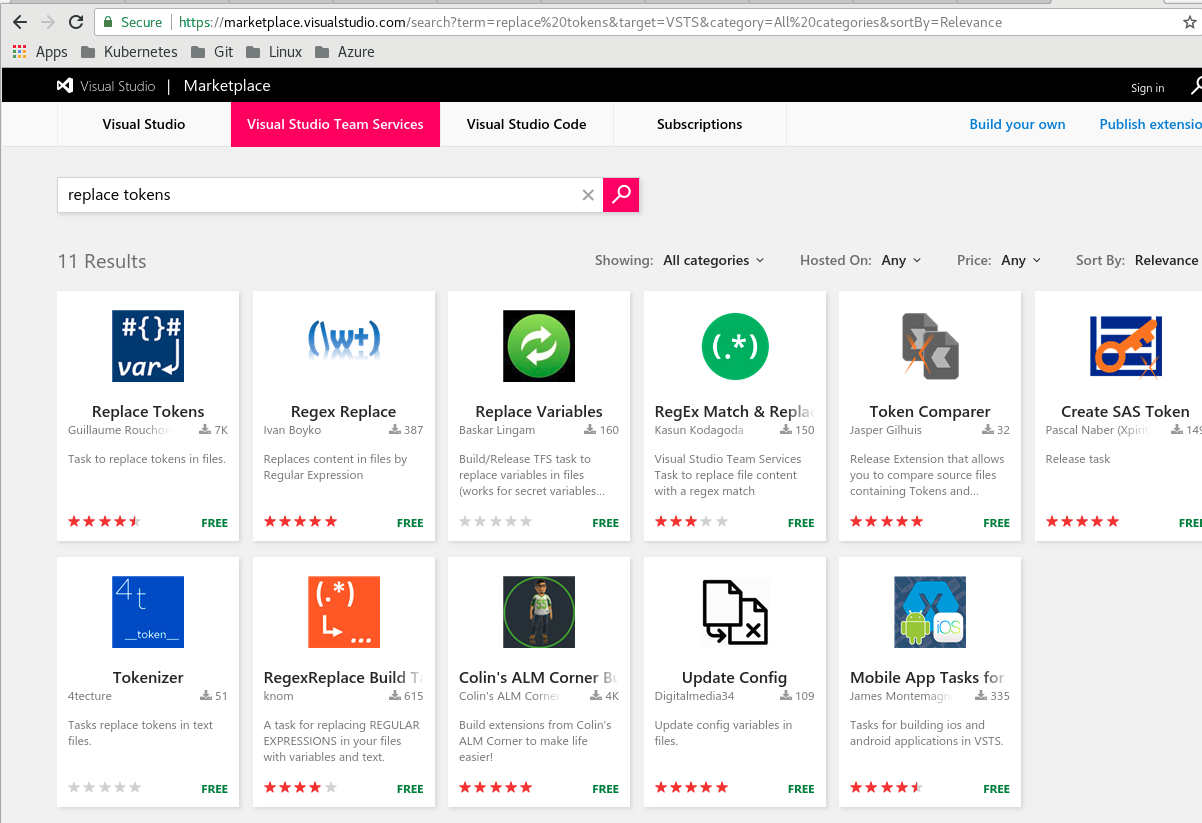 Secure
https://marketplace.visualstudio.com/search?term=replace%20tokens&target=VSTS&category=All%20categories&sortBy=Relevance
Apps Kubernetes Git Linux Azure
Visual Studio | Marketplace
Sign in
Visual Studio
Visual Studio Team Services
Visual Studio Code
Subscriptions
Build your own
Publish extensio
replace tokens
11 Results
Showing: All categories
Hosted On: Any
Price: Any
Sort By: Relevance
#{}#
var
Replace Tokens
Guillaume Rouchon 7K
Task to replace tokens in files.
FREE
(\w+)
Regex Replace
Ivan Boyko 387
Replaces content in files by
Regular Expression
FREE
Replace Variables
Baskar Lingam 160
Build/Release TFS task to
replace variables in files
(works for secret variables...
FREE
(.*)
RegEx Match & Replac
Kasun Kodagoda 150
Visual Studio Team Services
Task to replace file content
with a regex match
FREE
Token Comparer
Jasper Gilhuis 32
Release Extension that allows
you to compare source files
containing Tokens and...
FREE
Create SAS Token
Pascal Naber (Xpirit 149
Release task
FREE
4t
__token__
Tokenizer
4tecture 51
Tasks replace tokens in text
files.
FREE
(.*)
...
RegexReplace Build Ta
knom 615
A task for replacing REGULAR
EXPRESSIONS in your files
with variables and text.
FREE
Colin's ALM Corner Bu
Colin's ALM Corner 4K
Build extensions from Colin's
ALM Corner to make life
easier!
FREE
Update Config
Digitalmedia34 109
Update config variables in
files.
FREE
iOS
Mobile App Tasks for
James Montemagn 335
Tasks for building ios and
android applications in VSTS.
FREE